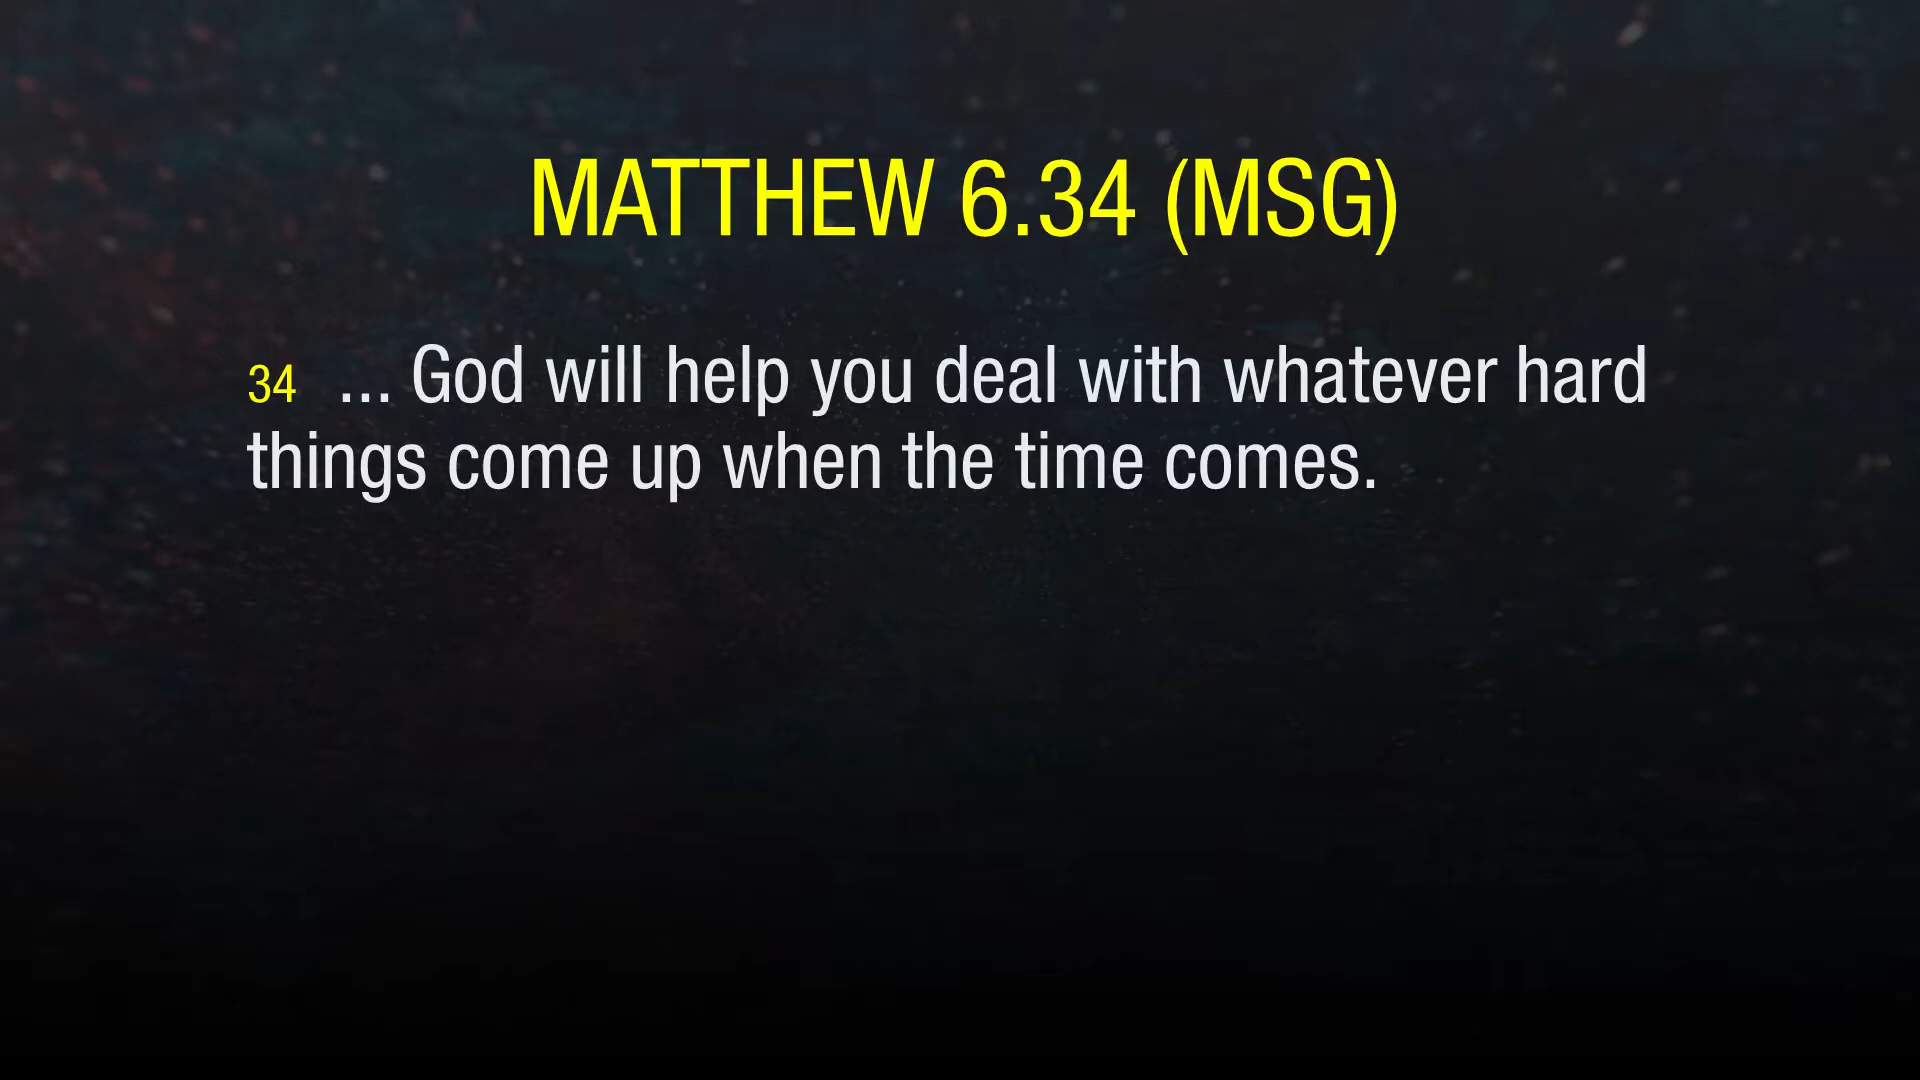 MATTHEW 6.34 (MSG)
34 ... God will help you deal with whatever hard
things come up when the time comes.